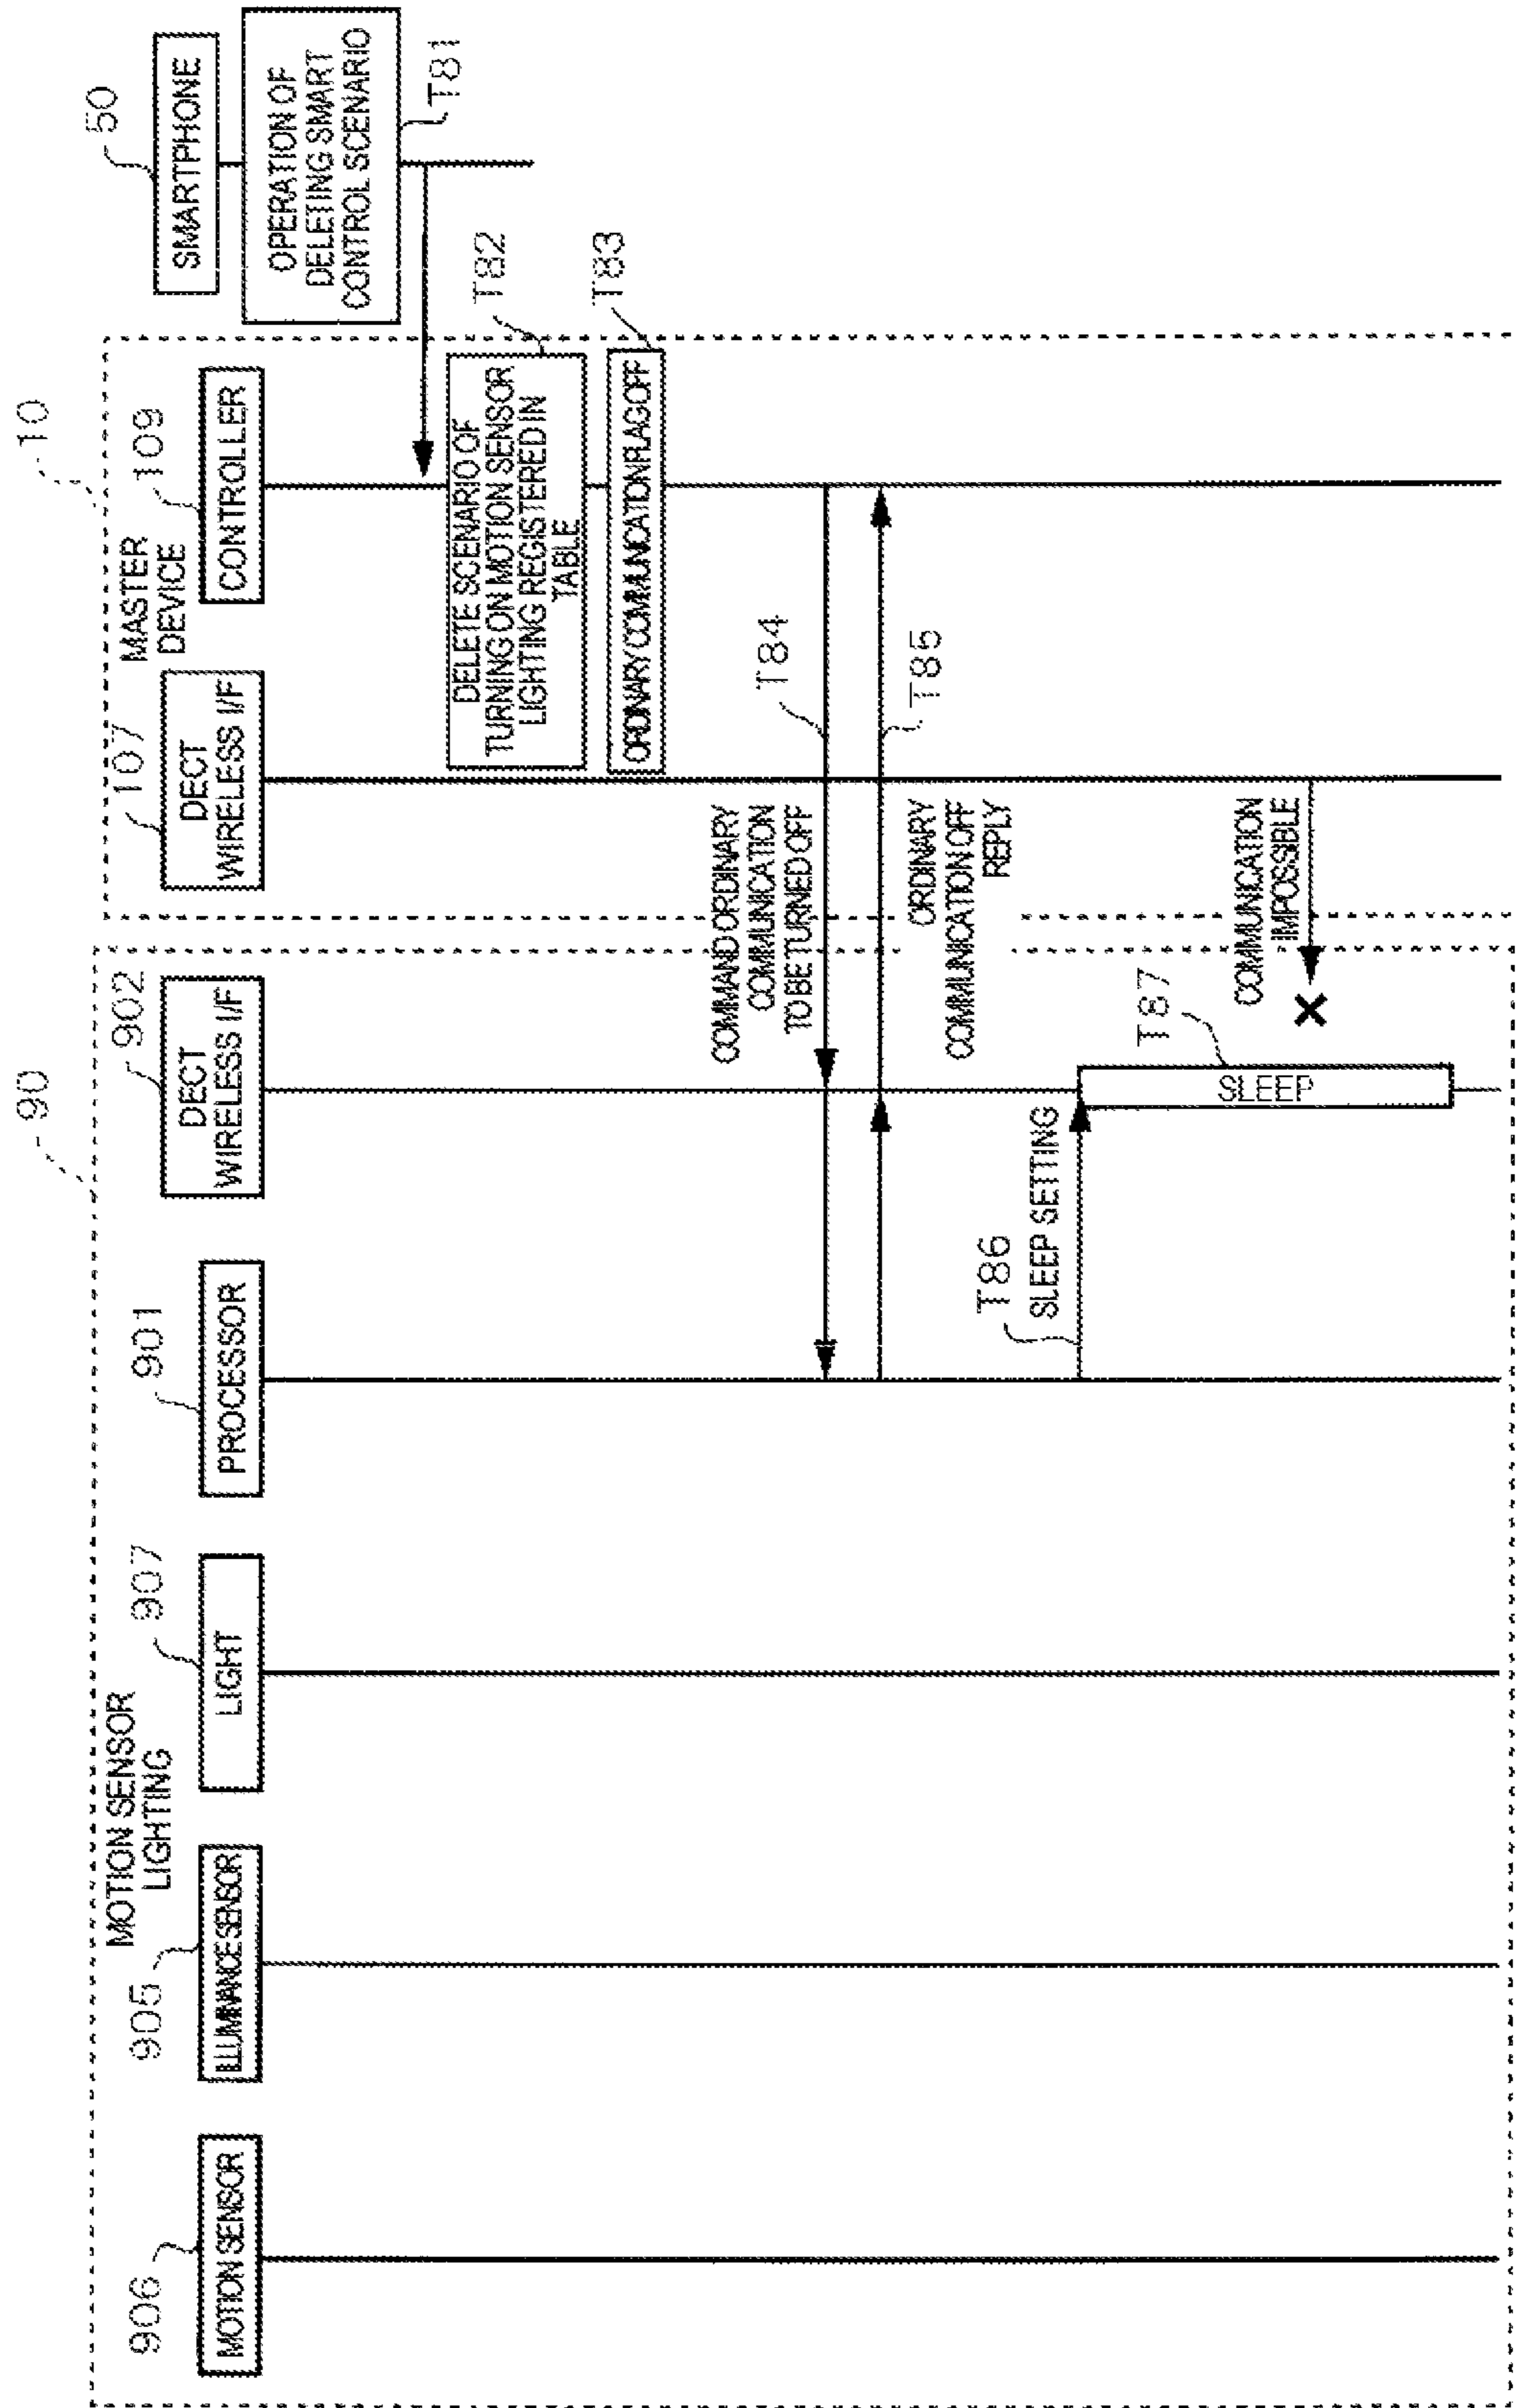 90
10
50
MOTION SENSOR
LIGHTING
MASTER
DEVICE
906
905
907
901
902
107
109
MOTION SENSOR
ILLUMINANCE SENSOR
LIGHT
PROCESSOR
DECT
WIRELESS I/F
DECT
WIRELESS I/F
CONTROLLER
SMARTPHONE
OPERATION OF
DELETING SMART
CONTROL SCENARIO
T81
DELETE SCENARIO OF
TURNING ON MOTION SENSOR
LIGHTING REGISTERED IN
TABLE
T82
ORDINARY COMMUNICATION FLAG OFF
T83
COMMAND ORDINARY
COMMUNICATION
TO BE TURNED OFF
T84
T85
ORDINARY
COMMUNICATION OFF
REPLY
T86
SLEEP SETTING
SLEEP
T87
COMMUNICATION
IMPOSSIBLE